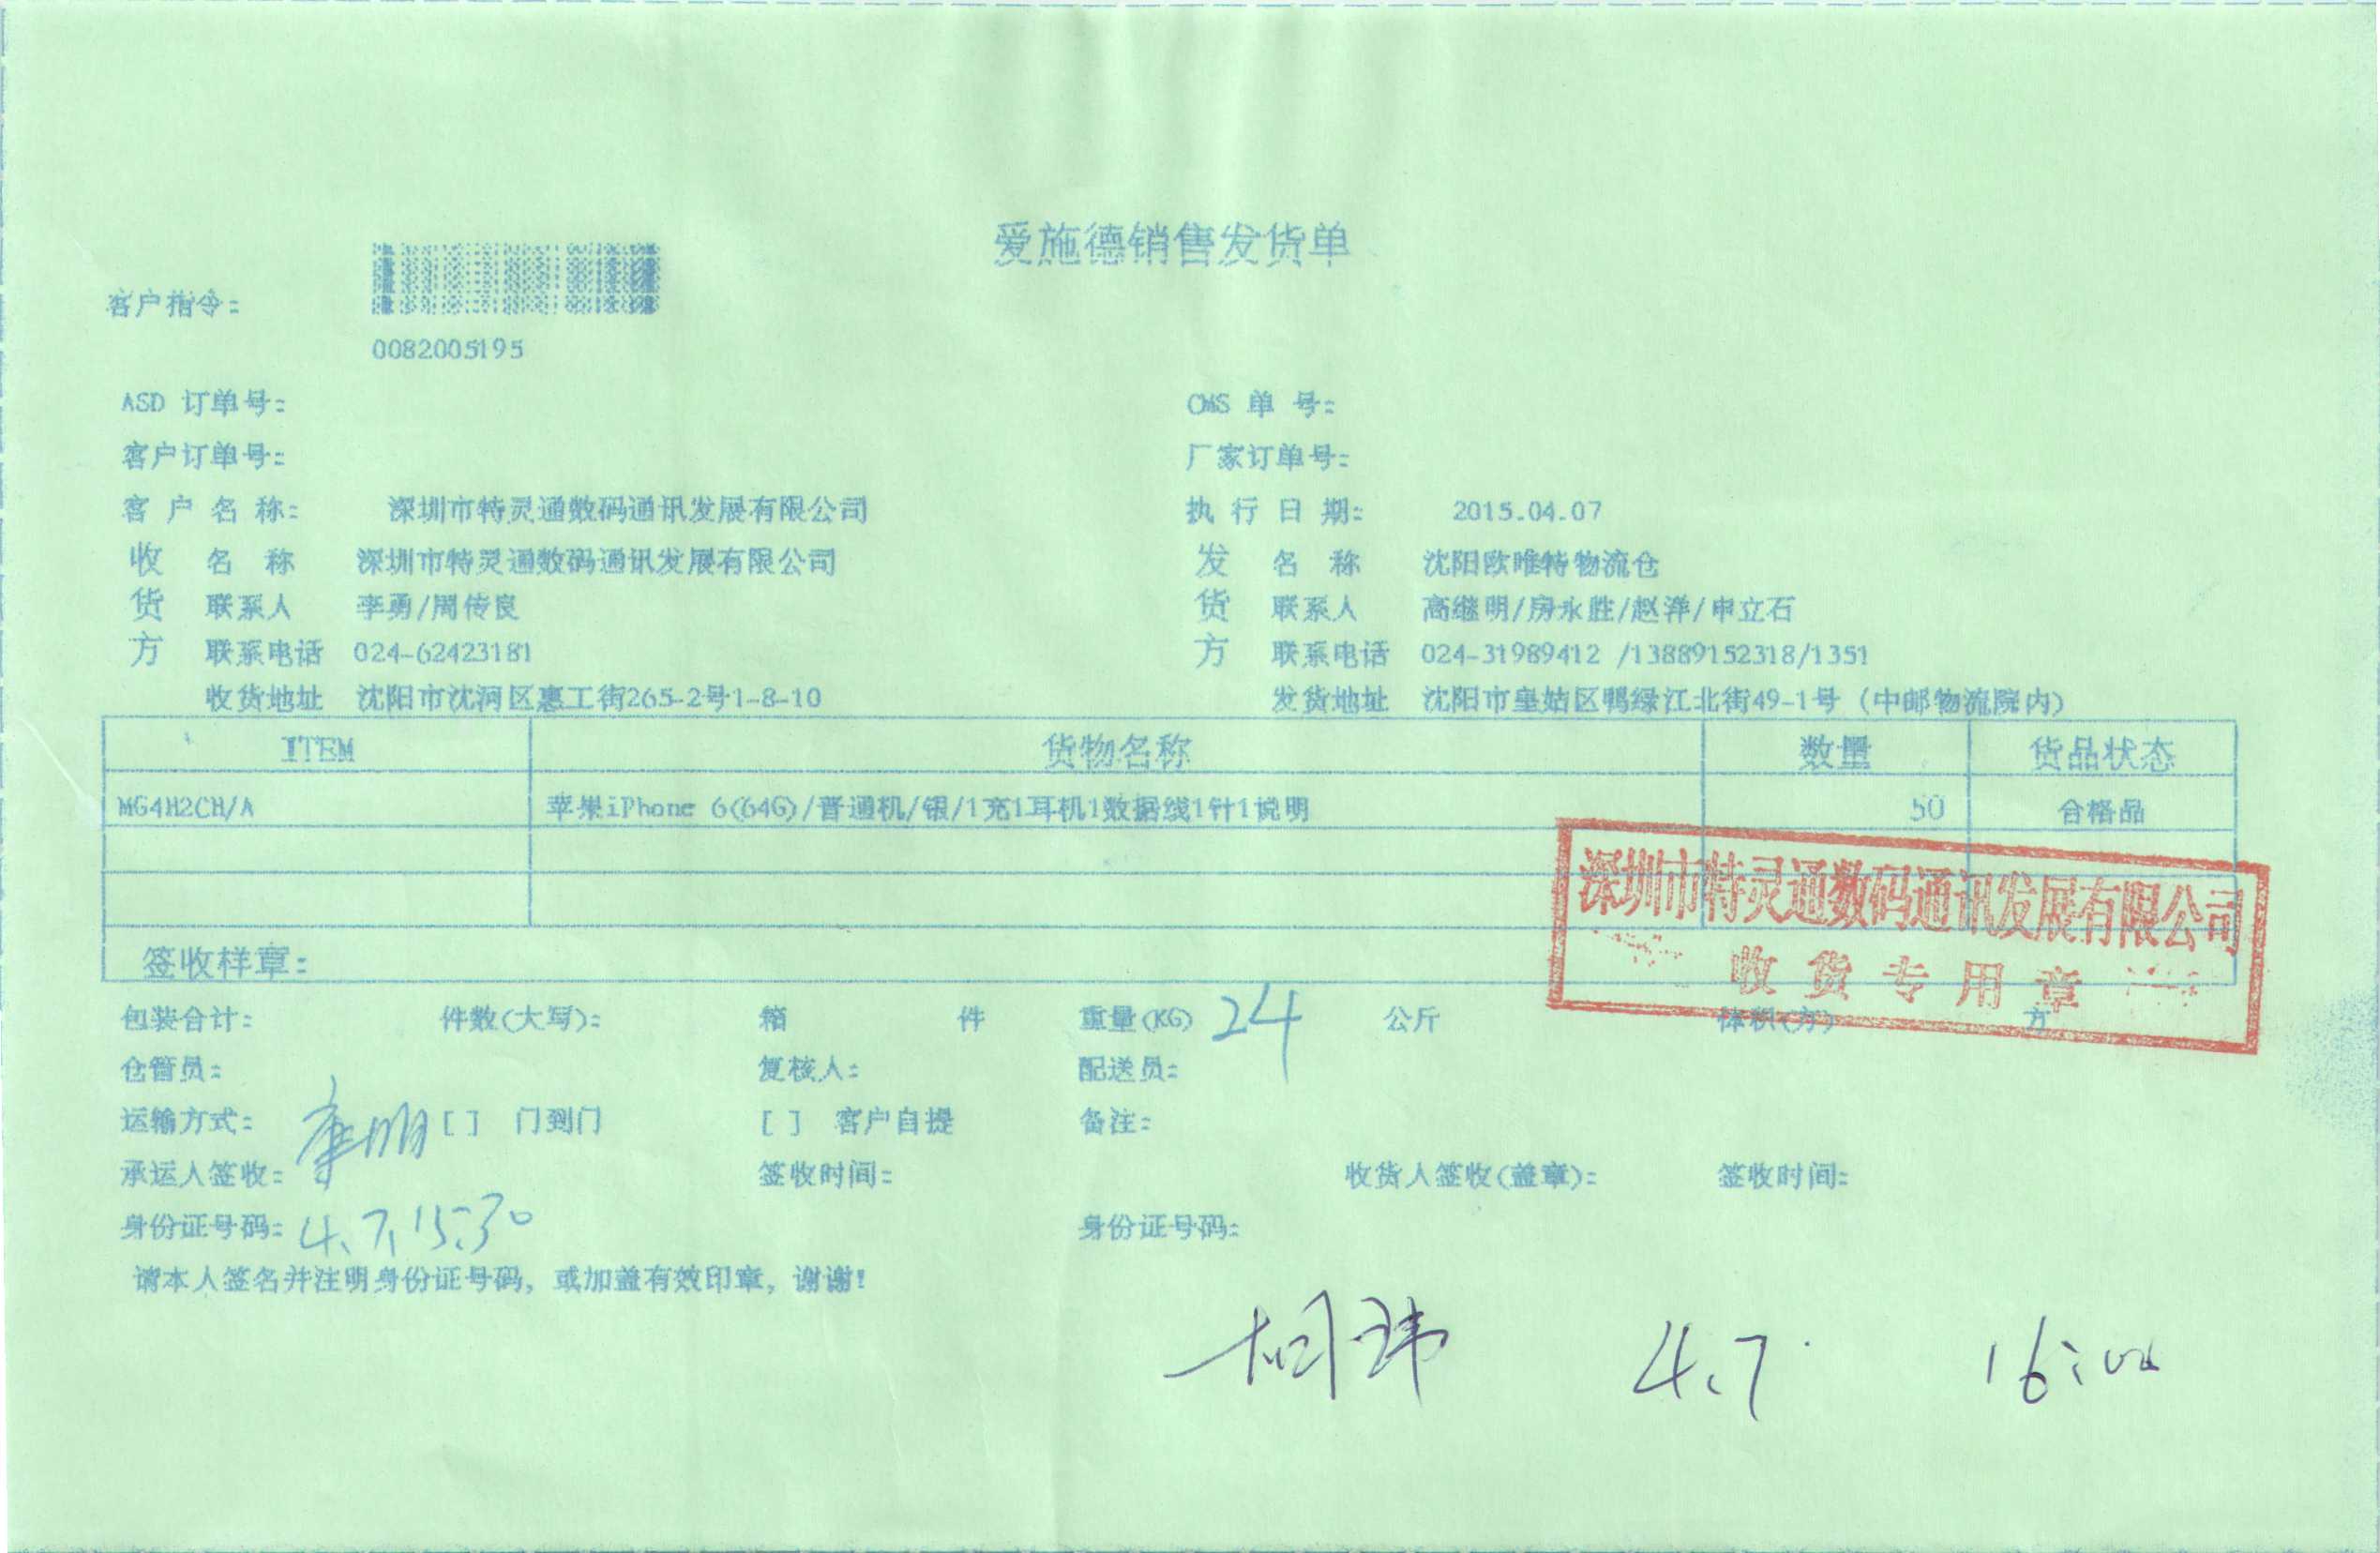 爱施德销售发货单
客户指令:
0082005195
ASD 订单号: OMS 单 号:
客户订单号: 厂家订单号:
客 户 名 称: 深圳市特灵通数码通讯发展有限公司 执 行 日 期: 2015.04.07
收 名 称 深圳市特灵通数码通讯发展有限公司 发 名 称 沈阳欧唯特物流仓
货 联系人 李勇/周传良 货 联系人 高继明/房永胜/赵洋/申立石
方 联系电话 024-62423181 方 联系电话 024-31989412 /13889152318/1351
收货地址 沈阳市沈河区惠工街265-2号1-8-10 发货地址 沈阳市皇姑区鸭绿江北街49-1号（中邮物流院内）
ITEM 货物名称 数量 货品状态
MG4H2CH/A 苹果iPhone 6(64G)/普通机/银/1充1耳机1数据线1针1说明 50 合格品
深圳市特灵通数码通讯发展有限公司
收货专用章
签收样章:
包装合计: 件数(大写): 箱 件 重量(KG) 24 公斤 体积(方) 方
仓管员: 复核人: 配送员:
运输方式: [ ] 门到门 [ ] 客户自提 备注:
承运人签收: 签收时间: 收货人签收(盖章): 签收时间:
身份证号码: 4.7,15:30 身份证号码:
请本人签名并注明身份证号码, 或加盖有效印章, 谢谢!
4.7. 16:00